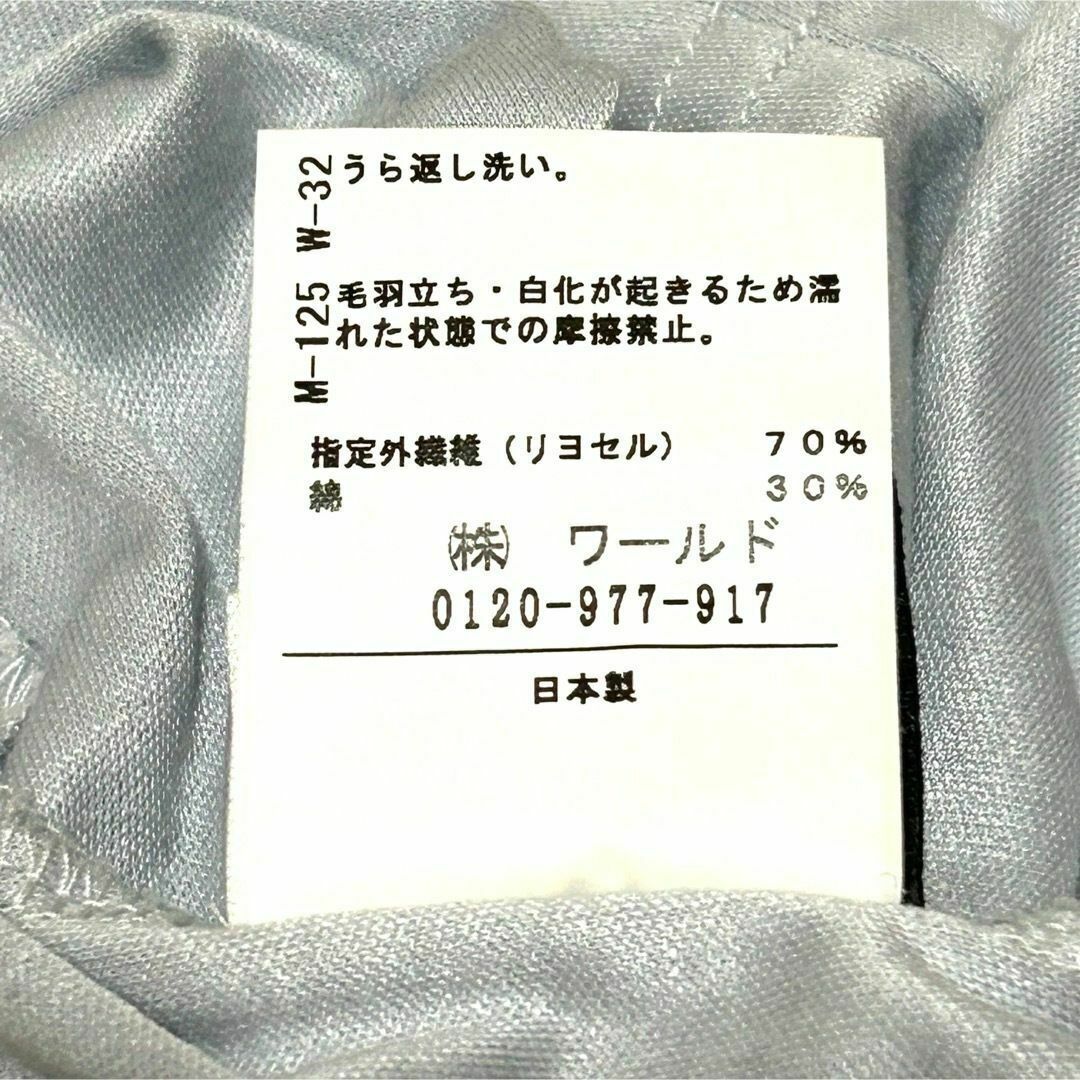 W-32
うら返し洗い。
M-125
毛羽立ち・白化が起きるため濡
れた状態での摩擦禁止。
指定外繊維（リヨセル） 70%
綿 30%
㈱ ワールド
0120-977-917
日本製